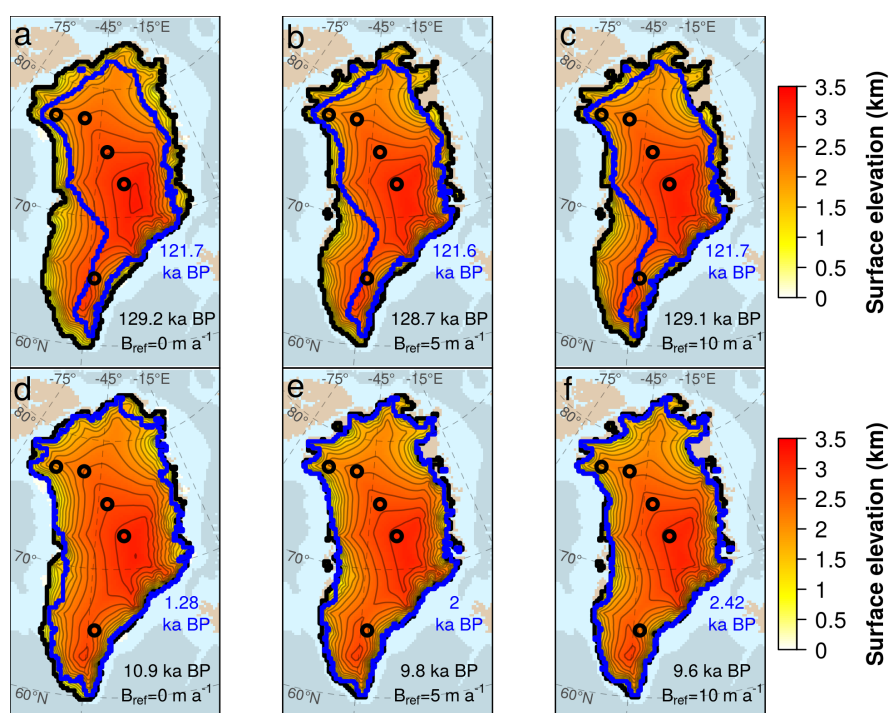 a
-75°
-45°
-15°E
80°
70°
60°N
121.7
ka BP
129.2 ka BP
B_ref=0 m a⁻¹
b
-75°
-45°
-15°E
80°
70°
60°N
121.6
ka BP
128.7 ka BP
B_ref=5 m a⁻¹
c
-75°
-45°
-15°E
80°
70°
60°N
121.7
ka BP
129.1 ka BP
B_ref=10 m a⁻¹
3.5
3
2.5
2
1.5
1
0.5
0
Surface elevation (km)
d
-75°
-45°
-15°E
80°
70°
60°N
1.28
ka BP
10.9 ka BP
B_ref=0 m a⁻¹
e
-75°
-45°
-15°E
80°
70°
60°N
2
ka BP
9.8 ka BP
B_ref=5 m a⁻¹
f
-75°
-45°
-15°E
80°
70°
60°N
2.42
ka BP
9.6 ka BP
B_ref=10 m a⁻¹
3.5
3
2.5
2
1.5
1
0.5
0
Surface elevation (km)